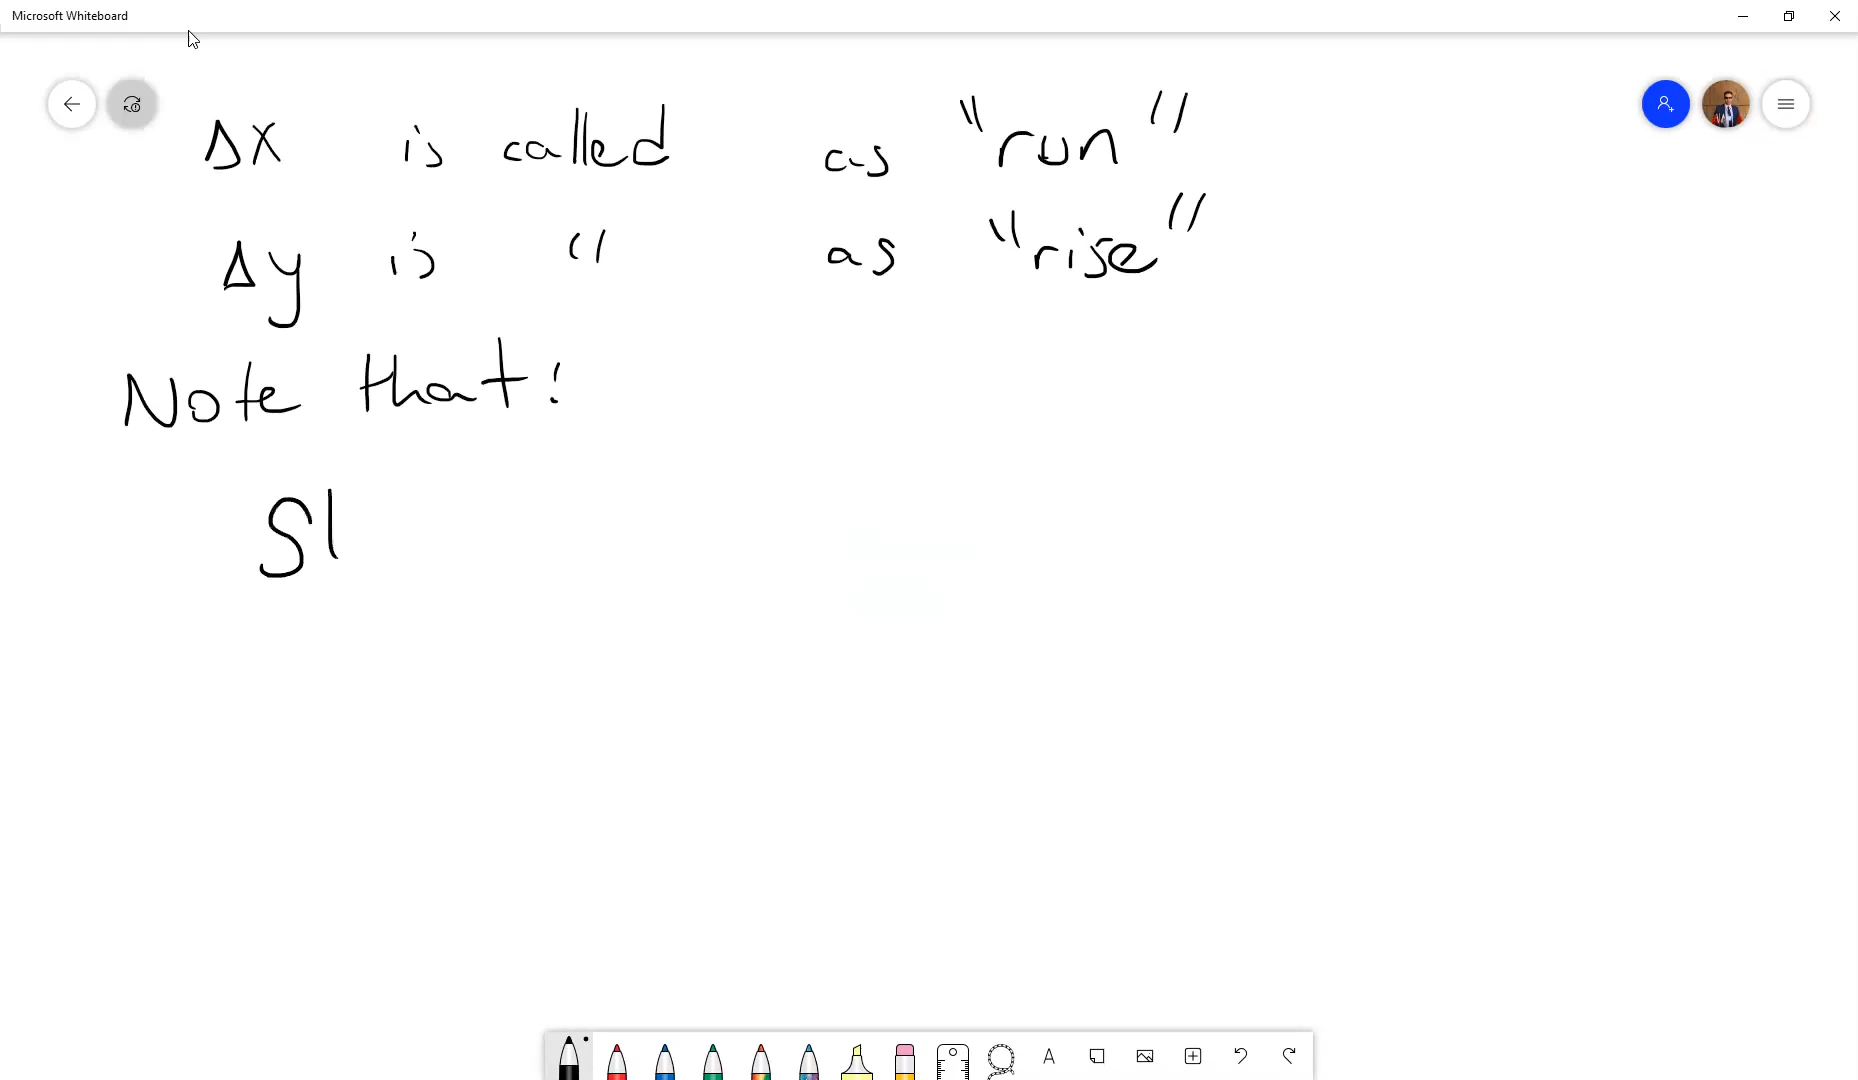 Microsoft Whiteboard
Δx is called as "run"
Δy is " as "rise"
Note that:
Sl